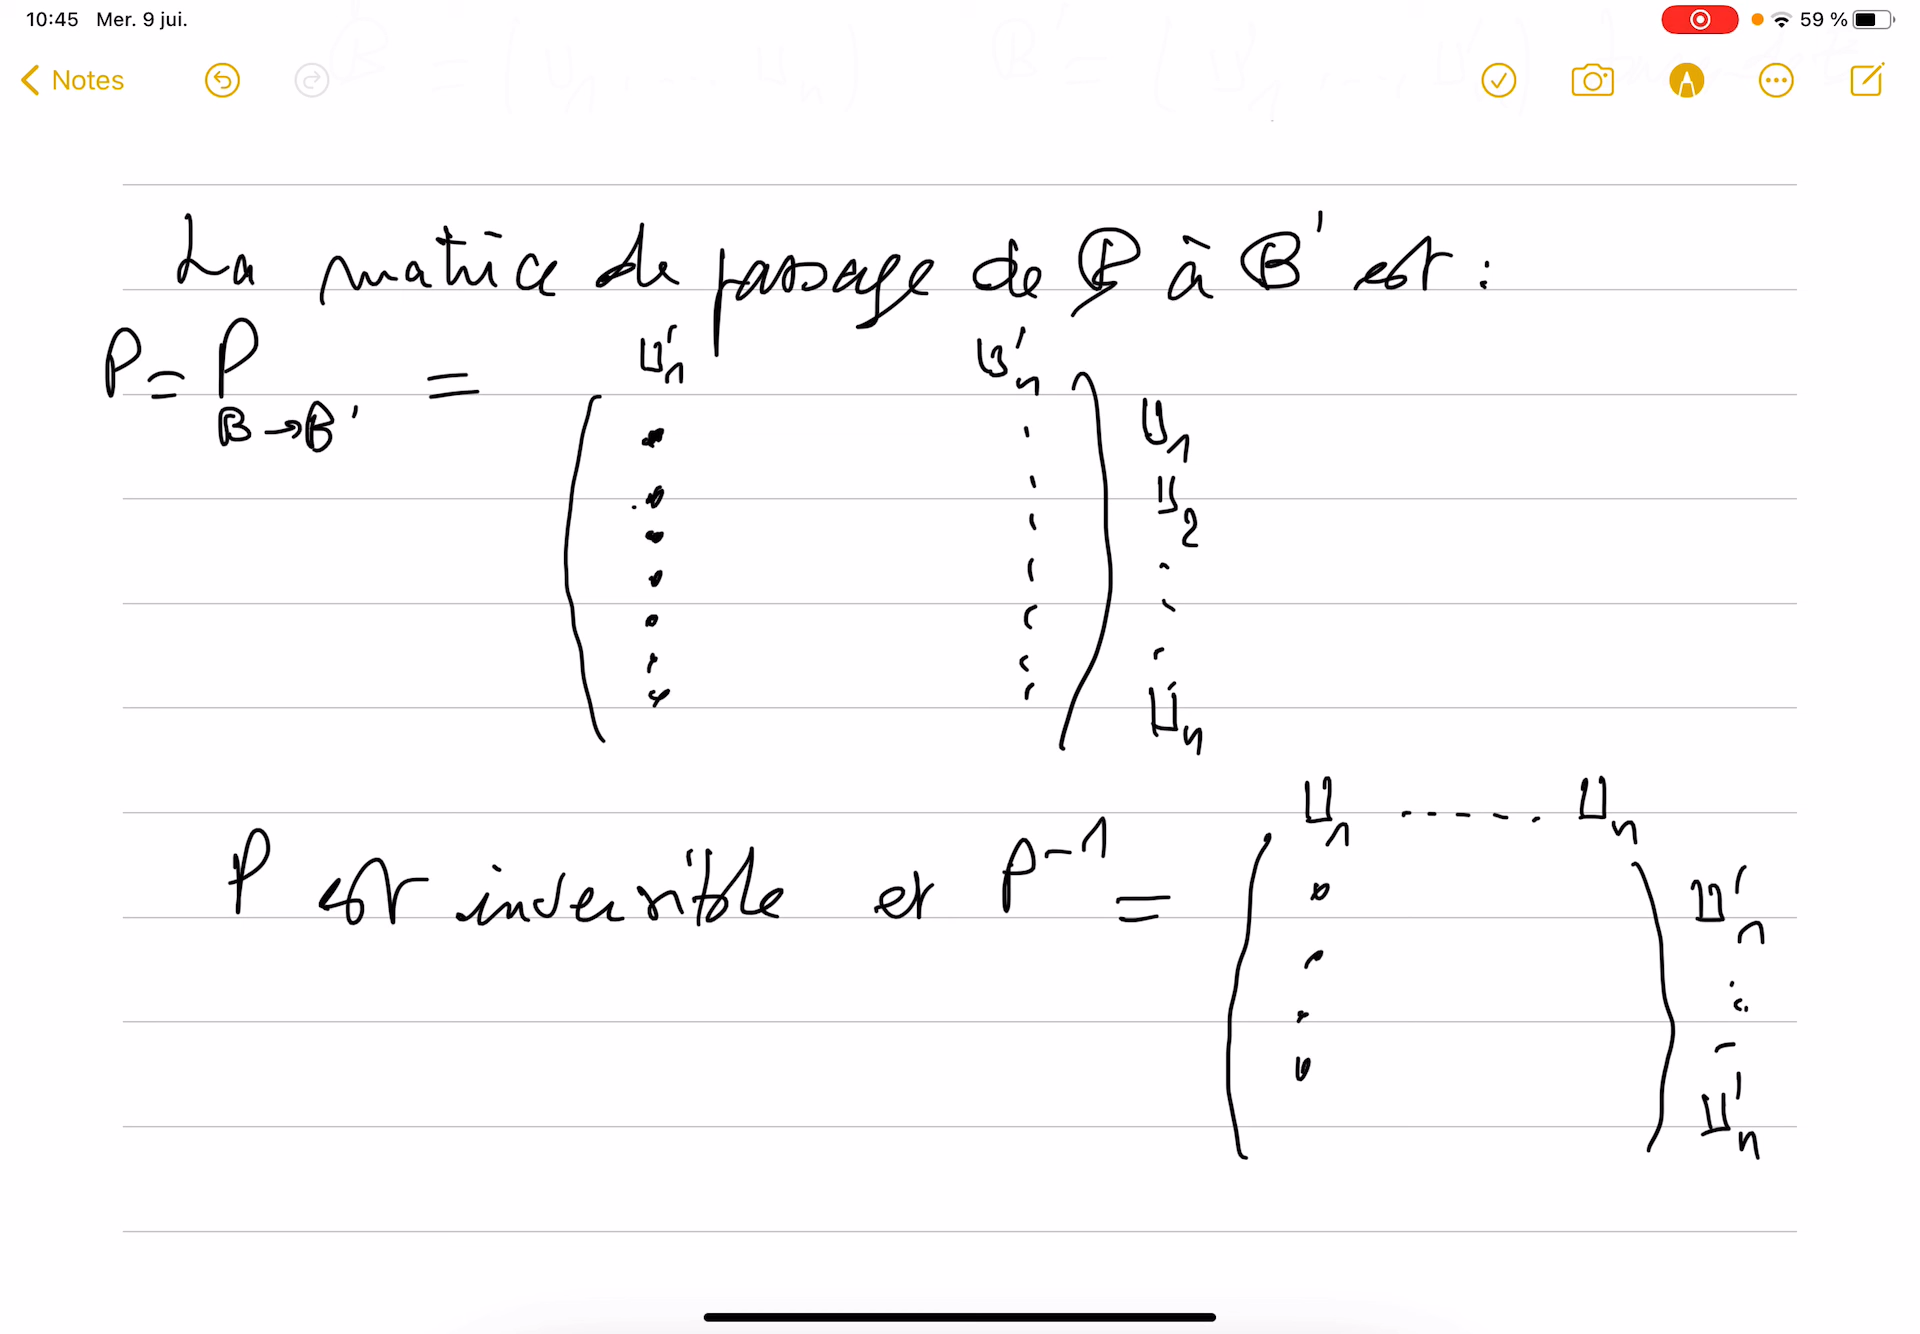 10:45 Mer. 9 jui. 59 %
Notes
La matrice de passage de B à B' est :
P = P =
B→B'
U'1 U'n
U1
U2
Un
U1 ...... Un
P est inversible et P-1 =
U'1
U'n